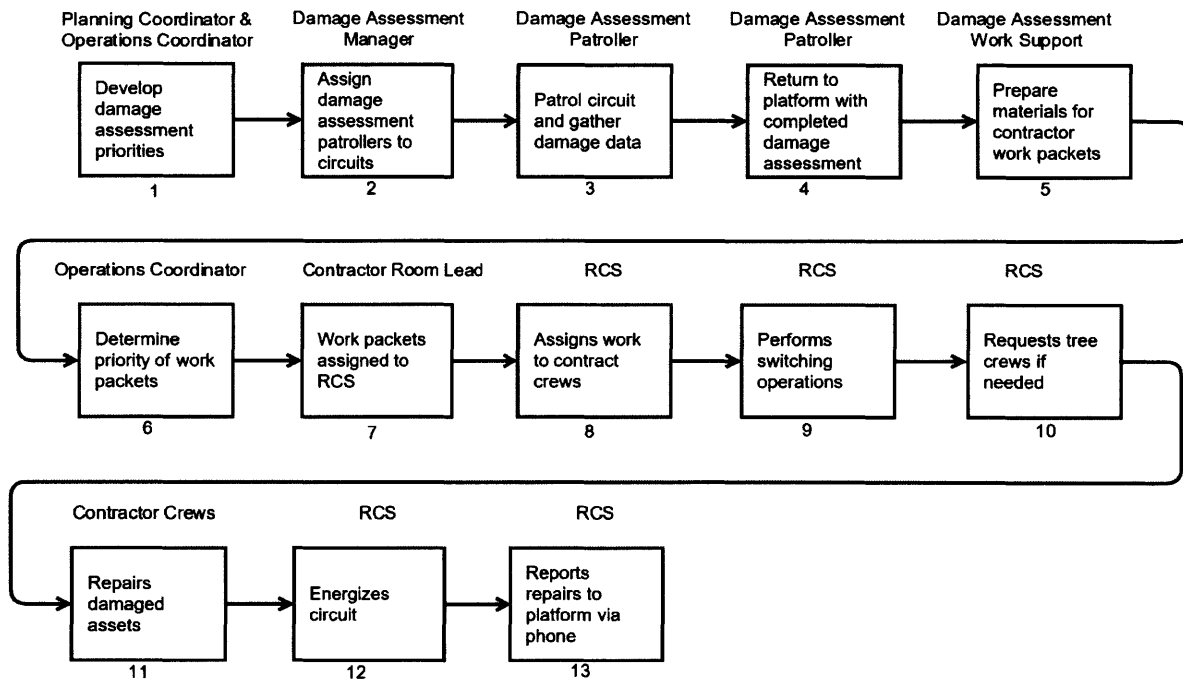 Planning Coordinator &
Operations Coordinator
Develop
damage
assessment
priorities
1
Damage Assessment
Manager
Assign
damage
assessment
patrollers to
circuits
2
Damage Assessment
Patroller
Patrol circuit
and gather
damage data
3
Damage Assessment
Patroller
Return to
platform with
completed
damage
assessment
4
Damage Assessment
Work Support
Prepare
materials for
contractor
work packets
5
Operations Coordinator
Determine
priority of work
packets
6
Contractor Room Lead
Work packets
assigned to
RCS
7
RCS
Assigns work
to contract
crews
8
RCS
Performs
switching
operations
9
RCS
Requests tree
crews if
needed
10
Contractor Crews
Repairs
damaged
assets
11
RCS
Energizes
circuit
12
RCS
Reports
repairs to
platform via
phone
13